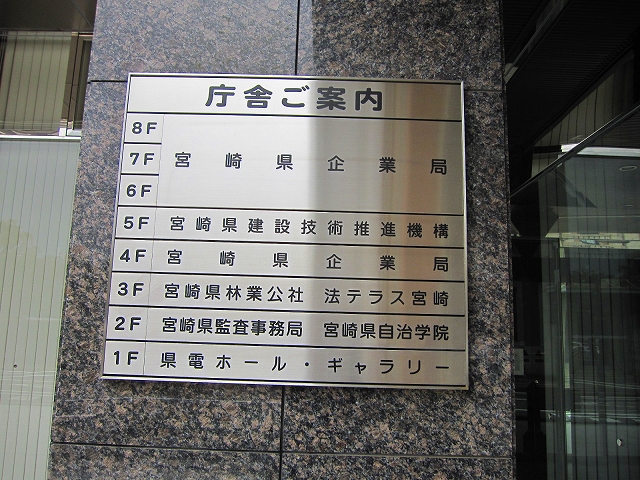 庁舎ご案内
8F
7F 宮崎県企業局
6F
5F 宮崎県建設技術推進機構
4F 宮崎県企業局
3F 宮崎県林業公社 法テラス宮崎
2F 宮崎県監査事務局 宮崎県自治学院
1F 県電ホール・ギャラリー